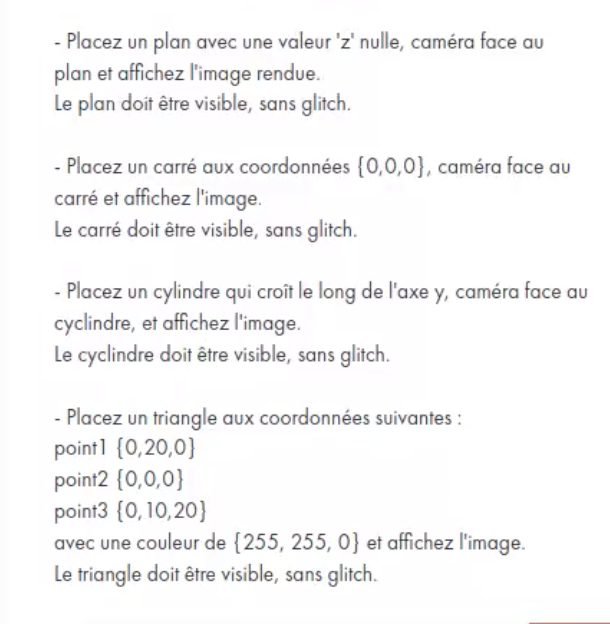 - Placez un plan avec une valeur 'z' nulle, caméra face au
plan et affichez l'image rendue.
Le plan doit être visible, sans glitch.
- Placez un carré aux coordonnées {0,0,0}, caméra face au
carré et affichez l'image.
Le carré doit être visible, sans glitch.
- Placez un cylindre qui croît le long de l'axe y, caméra face au
cylindre, et affichez l'image.
Le cylindre doit être visible, sans glitch.
- Placez un triangle aux coordonnées suivantes :
point1 {0,20,0}
point2 {0,0,0}
point3 {0,10,20}
avec une couleur de {255, 255, 0} et affichez l'image.
Le triangle doit être visible, sans glitch.